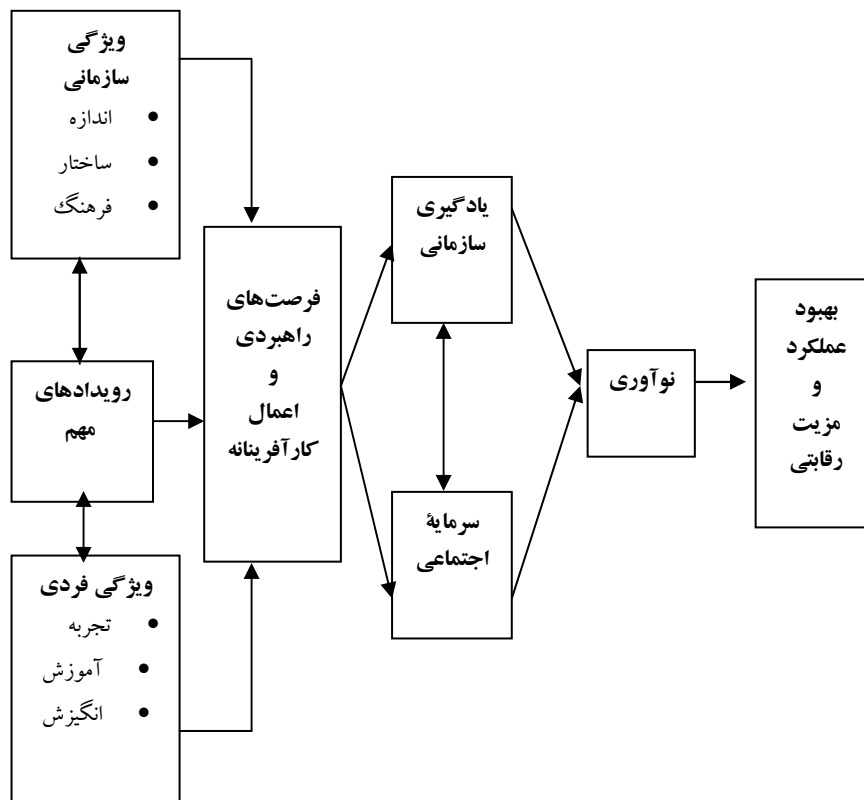 ویژگی
سازمانی
• اندازه
• ساختار
• فرهنگ
رویدادهای
مهم
ویژگی فردی
• تجربه
• آموزش
• انگیزش
فرصت‌های
راهبردی
و
اعمال
کارآفرینانه
یادگیری
سازمانی
سرمایۀ
اجتماعی
نوآوری
بهبود
عملکرد
و
مزیت
رقابتی